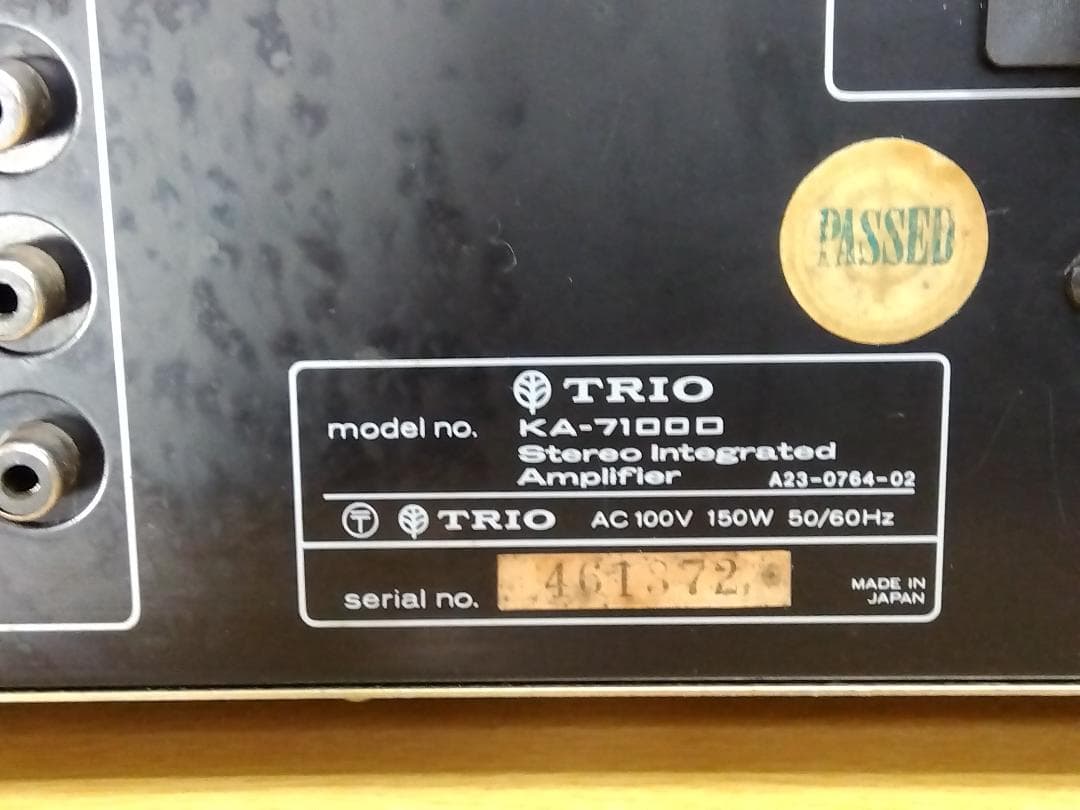 PASSED
TRIO
model no. KA-7100D
Stereo Integrated
Amplifier A23-0764-02
Ⓣ TRIO AC 100V 150W 50/60Hz
serial no. 461372
MADE IN
JAPAN